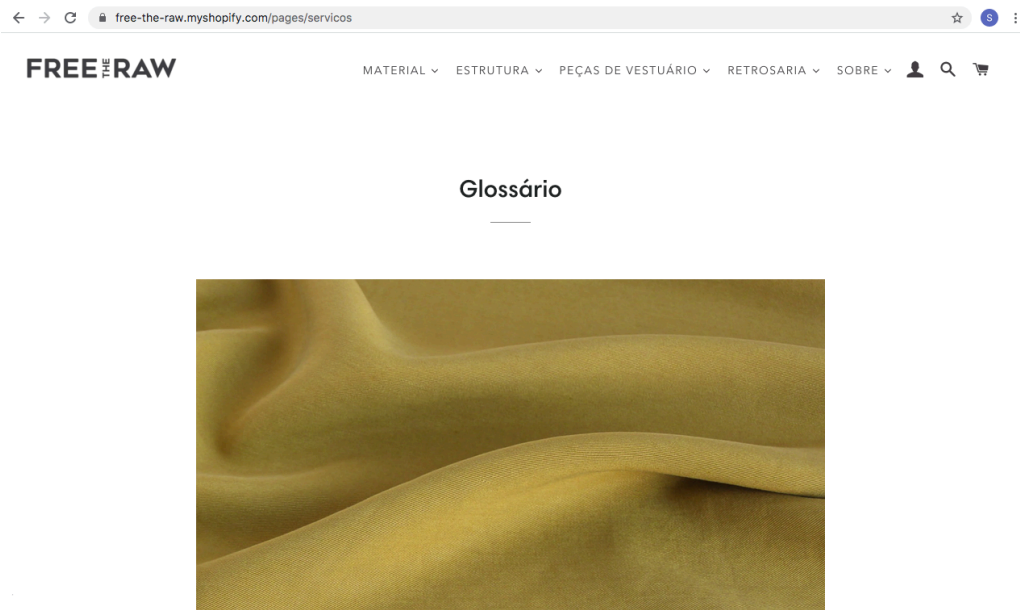 free-the-raw.myshopify.com/pages/servicos
S
FREE THE RAW
MATERIAL ESTRUTURA PEÇAS DE VESTUÁRIO RETROSARIA SOBRE
Glossário